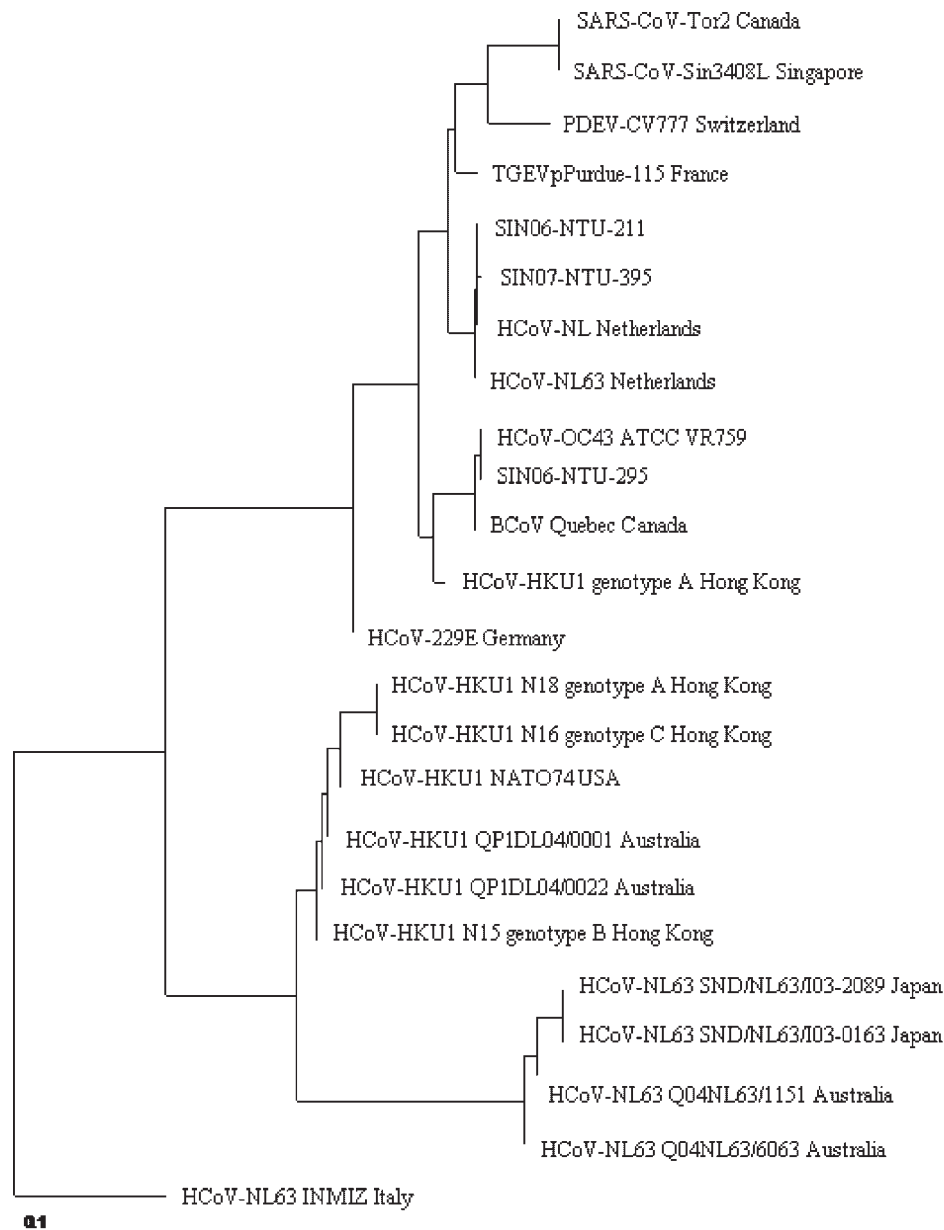 SARS-CoV-Tor2 Canada
SARS-CoV-Sin3408L Singapore
PDEV-CV777 Switzerland
TGEVpPurdue-115 France
SIN06-NTU-211
SIN07-NTU-395
HCoV-NL Netherlands
HCoV-NL63 Netherlands
HCoV-OC43 ATCC VR759
SIN06-NTU-295
BCoV Quebec Canada
HCoV-HKU1 genotype A Hong Kong
HCoV-229E Germany
HCoV-HKU1 N18 genotype A Hong Kong
HCoV-HKU1 N16 genotype C Hong Kong
HCoV-HKU1 NATO74 USA
HCoV-HKU1 QP1DL04/0001 Australia
HCoV-HKU1 QP1DL04/0022 Australia
HCoV-HKU1 N15 genotype B Hong Kong
HCoV-NL63 SND/NL63/I03-2089 Japan
HCoV-NL63 SND/NL63/I03-0163 Japan
HCoV-NL63 Q04NL63/1151 Australia
HCoV-NL63 Q04NL63/6063 Australia
HCoV-NL63 INMIZ Italy
0.1